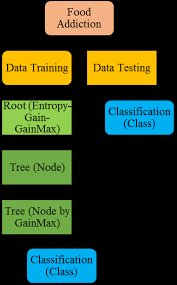 Food
Addiction
Data Training
Data Testing
Root (Entropy-
Gain-
GainMax)
Classification
(Class)
Tree (Node)
Tree (Node by
GainMax)
Classification
(Class)